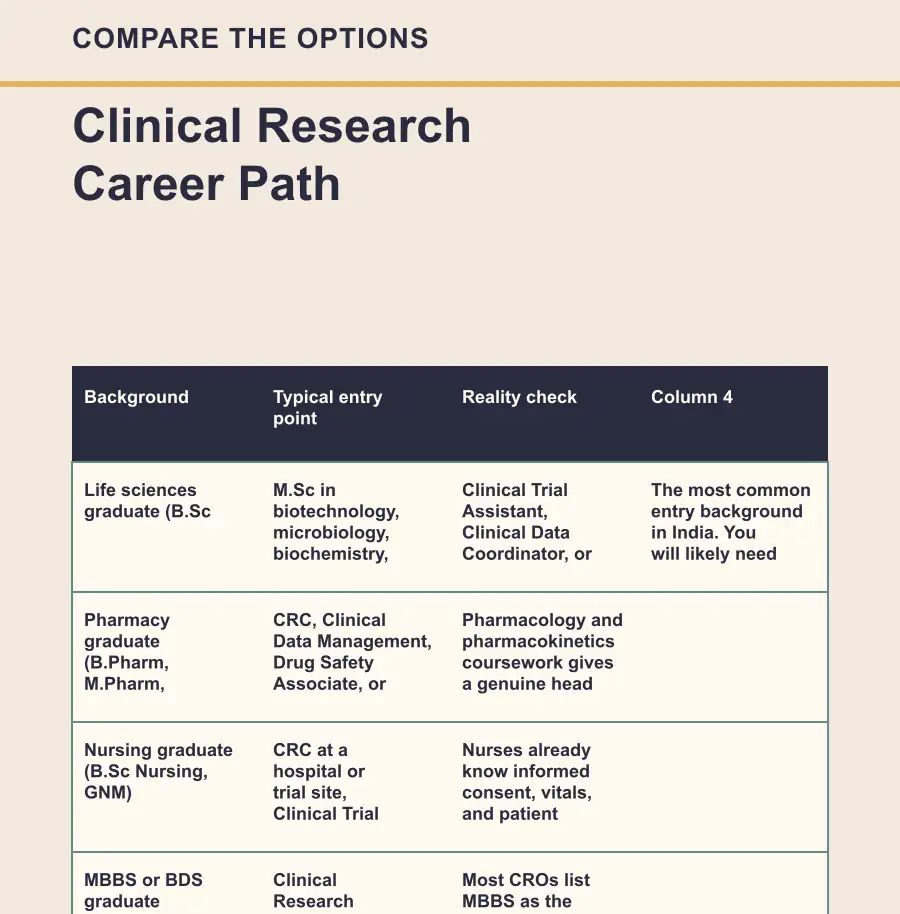 COMPARE THE OPTIONS
Clinical Research
Career Path
Background
Typical entry
point
Reality check
Column 4
Life sciences
graduate (B.Sc
M.Sc in
biotechnology,
microbiology,
biochemistry,
Clinical Trial
Assistant,
Clinical Data
Coordinator, or
The most common
entry background
in India. You
will likely need
Pharmacy
graduate
(B.Pharm,
M.Pharm,
CRC, Clinical
Data Management,
Drug Safety
Associate, or
Pharmacology and
pharmacokinetics
coursework gives
a genuine head
Nursing graduate
(B.Sc Nursing,
GNM)
CRC at a
hospital or
trial site,
Clinical Trial
Nurses already
know informed
consent, vitals,
and patient
MBBS or BDS
graduate
Clinical
Research
Most CROs list
MBBS as the